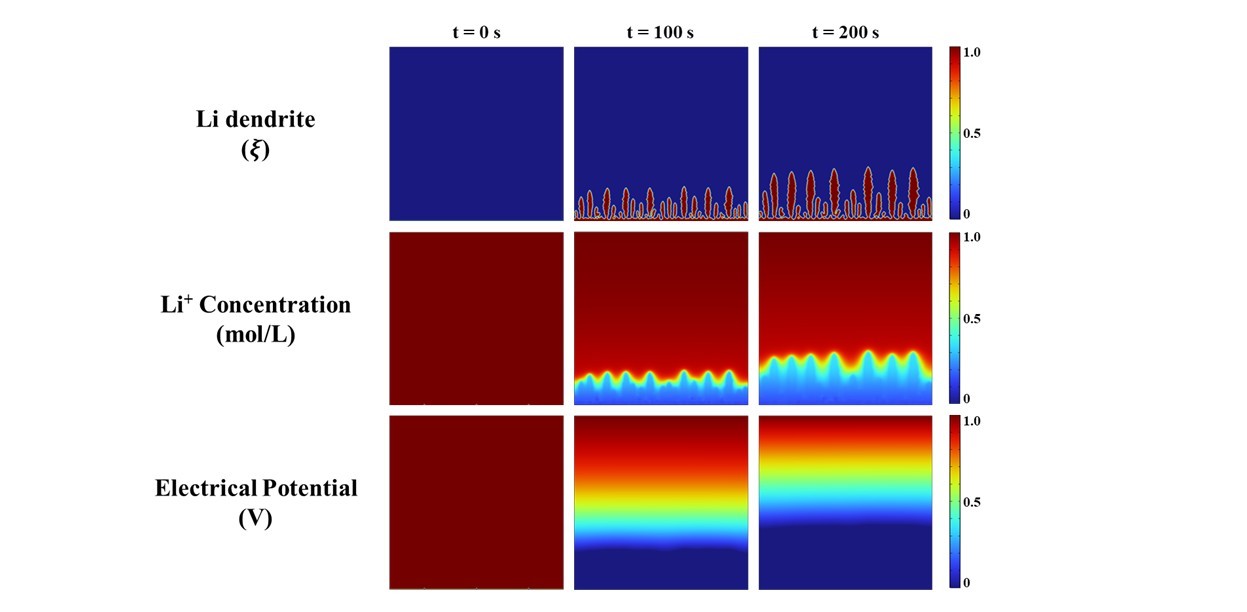 t = 0 s
t = 100 s
t = 200 s
Li dendrite
(ξ)
1.0
0.5
0
Li⁺ Concentration
(mol/L)
1.0
0.5
0
Electrical Potential
(V)
1.0
0.5
0